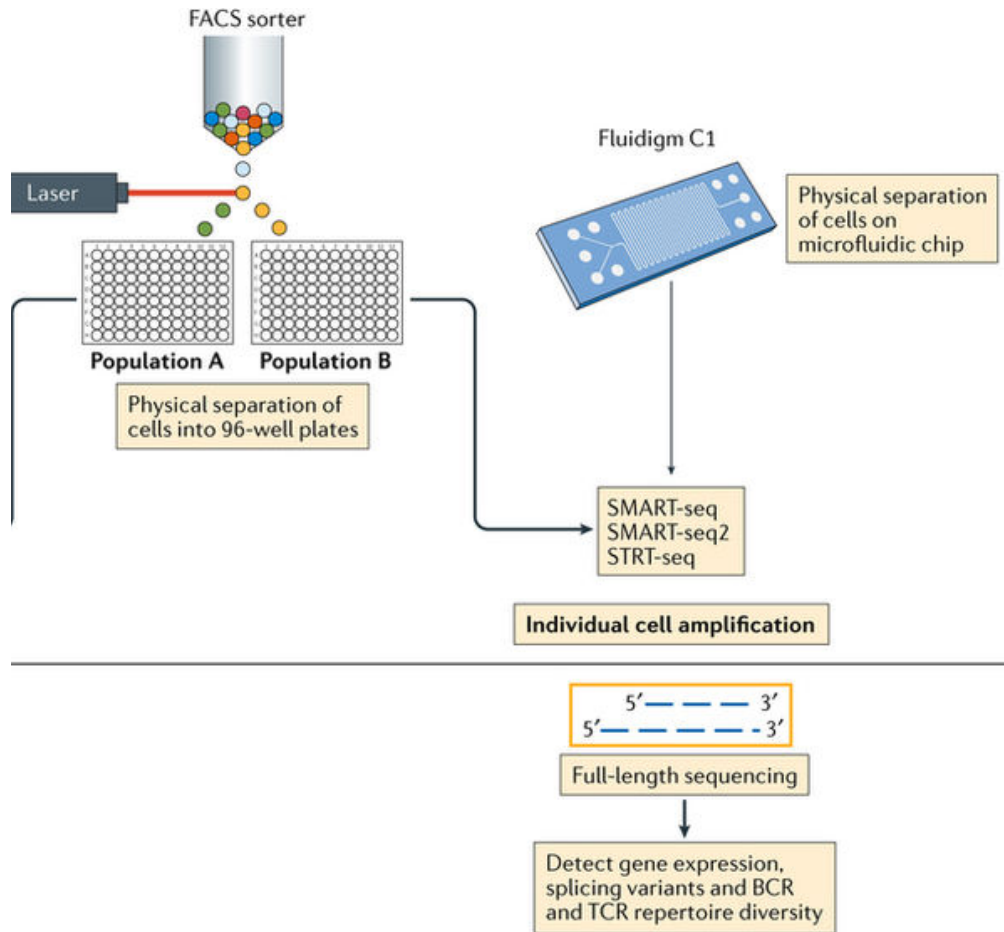 FACS sorter
Laser
Population A
Population B
Physical separation of
cells into 96-well plates
Fluidigm C1
Physical separation
of cells on
microfluidic chip
SMART-seq
SMART-seq2
STRT-seq
Individual cell amplification
5′ 3′
5′ 3′
Full-length sequencing
Detect gene expression,
splicing variants and BCR
and TCR repertoire diversity